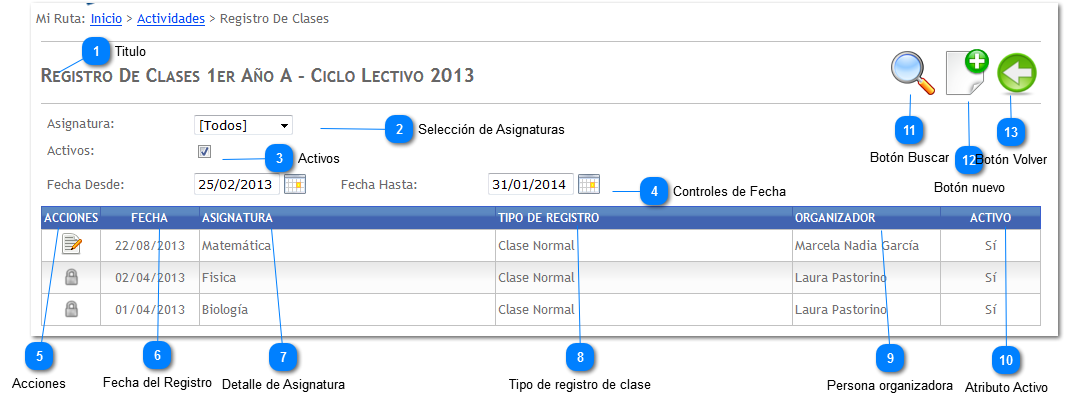 Mi Ruta: Inicio > Actividades > Registro De Clases
1 Titulo
Registro De Clases 1er Año A - Ciclo Lectivo 2013
11
12
13
Botón Buscar
Botón Volver
Botón nuevo
Asignatura: [Todos]
2 Selección de Asignaturas
Activos:
3 Activos
Fecha Desde: 25/02/2013 Fecha Hasta: 31/01/2014
4 Controles de Fecha
ACCIONES FECHA ASIGNATURA TIPO DE REGISTRO ORGANIZADOR ACTIVO
22/08/2013 Matemática Clase Normal Marcela Nadia García Sí
02/04/2013 Fisica Clase Normal Laura Pastorino Sí
01/04/2013 Biología Clase Normal Laura Pastorino Sí
5 Acciones
6 Fecha del Registro
7 Detalle de Asignatura
8 Tipo de registro de clase
9 Persona organizadora
10 Atributo Activo